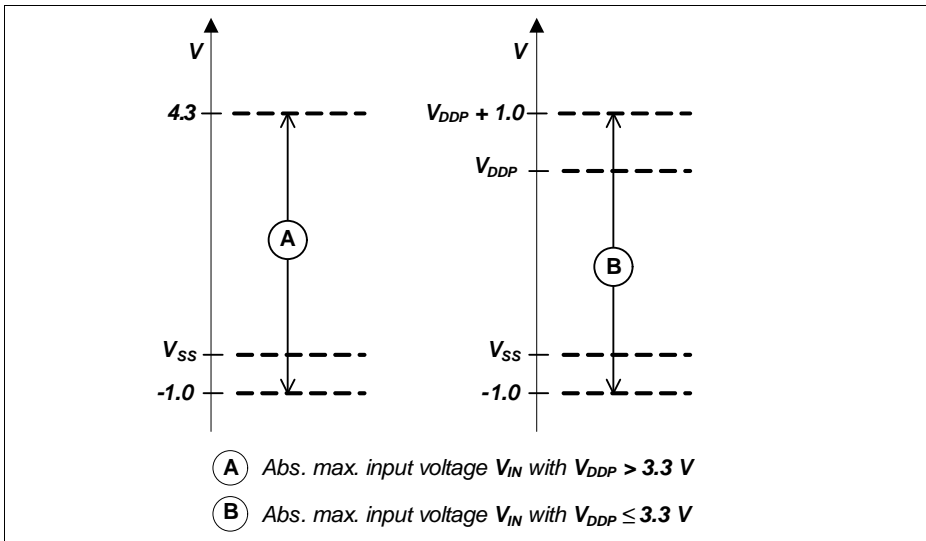 V
4.3
A
V_SS
-1.0
V
V_DDP + 1.0
V_DDP
B
V_SS
-1.0
A Abs. max. input voltage V_IN with V_DDP > 3.3 V
B Abs. max. input voltage V_IN with V_DDP ≤ 3.3 V